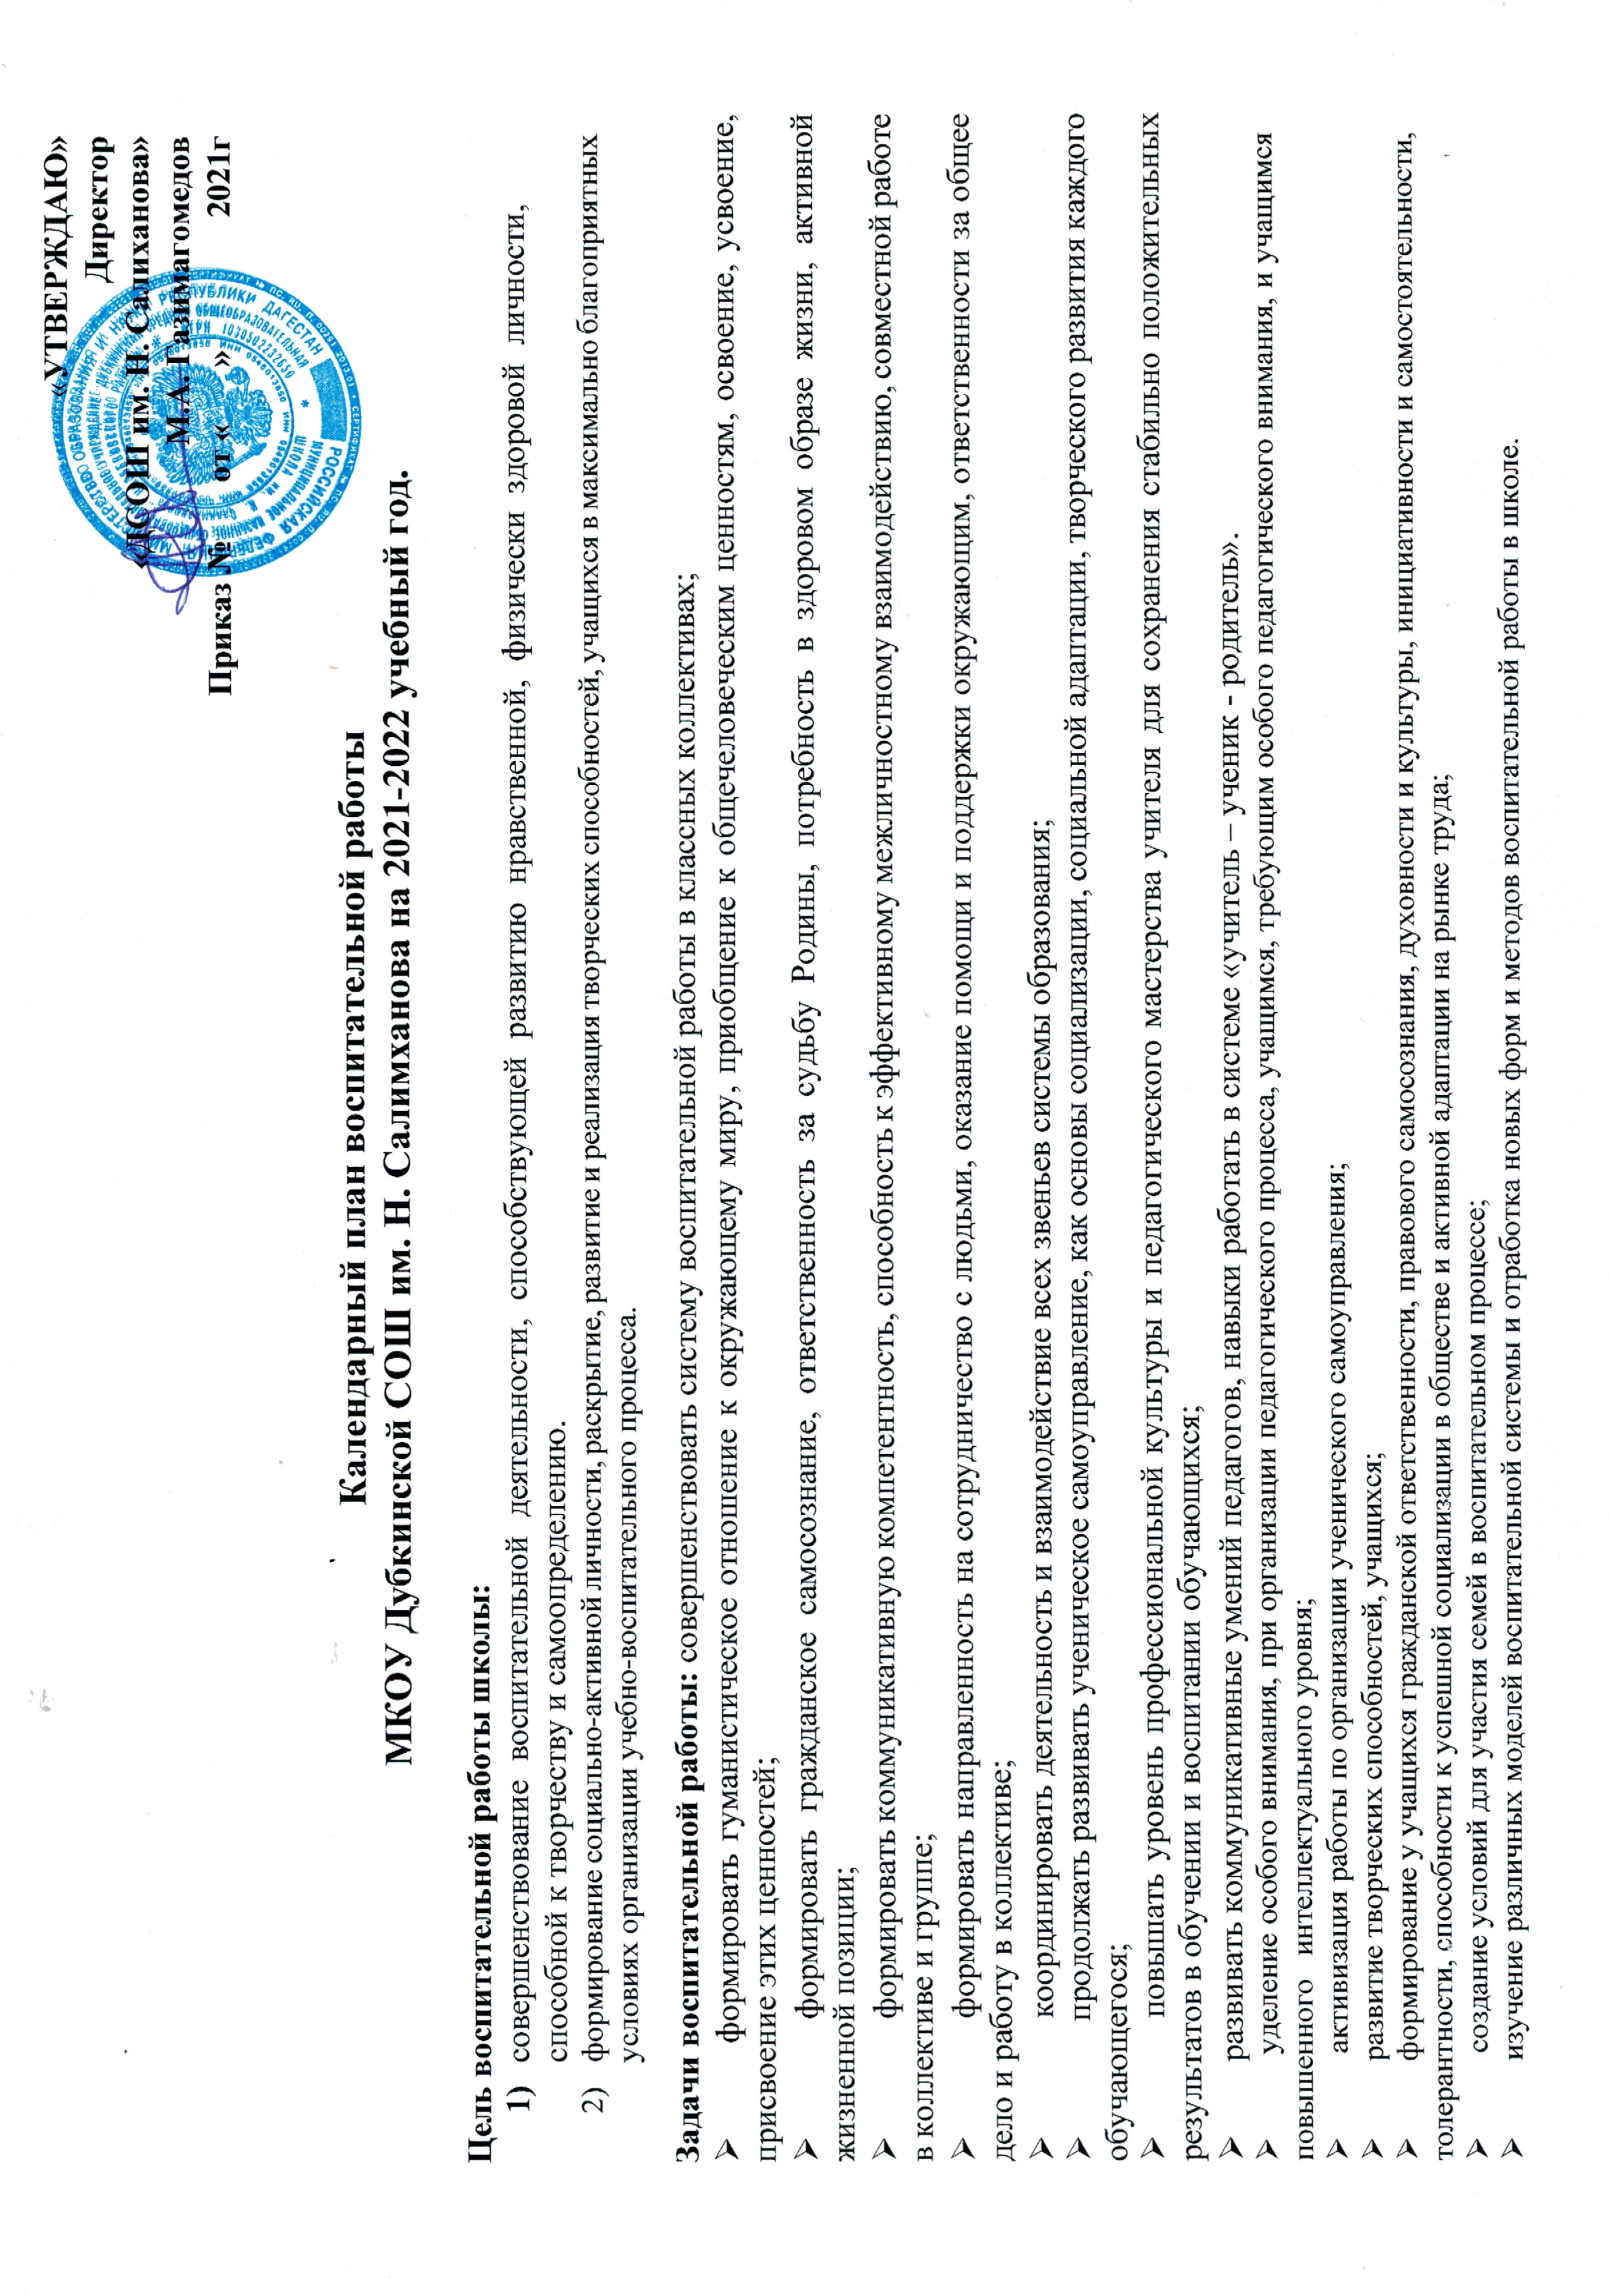 «УТВЕРЖДАЮ»
Директор
«ДСОШ им. Н. Салиханова»
М.А. Газимагомедов
Приказ № от « » 2021г
Календарный план воспитательной работы
МКОУ Дубкинской СОШ им. Н. Салимханова на 2021-2022 учебный год.
Цель воспитательной работы школы:
1) совершенствование воспитательной деятельности, способствующей развитию нравственной, физически здоровой личности,
способной к творчеству и самоопределению.
2) формирование социально-активной личности, раскрытие, развитие и реализация творческих способностей, учащихся в максимально благоприятных
условиях организации учебно-воспитательного процесса.
Задачи воспитательной работы: совершенствовать систему воспитательной работы в классных коллективах;
➢ формировать гуманистическое отношение к окружающему миру, приобщение к общечеловеческим ценностям, освоение, усвоение,
присвоение этих ценностей;
➢ формировать гражданское самосознание, ответственность за судьбу Родины, потребность в здоровом образе жизни, активной
жизненной позиции;
➢ формировать коммуникативную компетентность, способность к эффективному межличностному взаимодействию, совместной работе
в коллективе и группе;
➢ формировать направленность на сотрудничество с людьми, оказание помощи и поддержки окружающим, ответственности за общее
дело и работу в коллективе;
➢ координировать деятельность и взаимодействие всех звеньев системы образования;
➢ продолжать развивать ученическое самоуправление, как основы социализации, социальной адаптации, творческого развития каждого
обучающегося;
➢ повышать уровень профессиональной культуры и педагогического мастерства учителя для сохранения стабильно положительных
результатов в обучении и воспитании обучающихся;
➢ развивать коммуникативные умений педагогов, навыки работать в системе «учитель – ученик - родитель».
➢ уделение особого внимания, при организации педагогического процесса, учащимся, требующим особого педагогического внимания, и учащимся
повышенного интеллектуального уровня;
➢ активизация работы по организации ученического самоуправления;
➢ развитие творческих способностей, учащихся;
➢ формирование у учащихся гражданской ответственности, правового самосознания, духовности и культуры, инициативности и самостоятельности,
толерантности, способности к успешной социализации в обществе и активной адаптации на рынке труда;
➢ создание условий для участия семей в воспитательном процессе;
➢ изучение различных моделей воспитательной системы и отработка новых форм и методов воспитательной работы в школе.